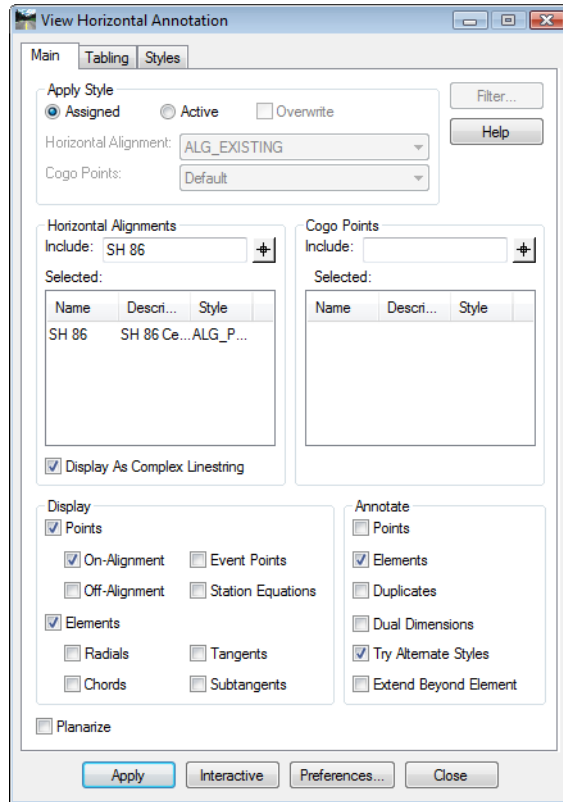 View Horizontal Annotation
Main Tabling Styles
Apply Style
Assigned Active Overwrite
Filter...
Help
Horizontal Alignment: ALG_EXISTING
Cogo Points: Default
Horizontal Alignments
Include: SH 86
Selected:
Name Descri... Style
SH 86 SH 86 Ce...ALG_P...
Display As Complex Linestring
Cogo Points
Include:
Selected:
Name Descri... Style
Display
Points
On-Alignment Event Points
Off-Alignment Station Equations
Elements
Radials Tangents
Chords Subtangents
Annotate
Points
Elements
Duplicates
Dual Dimensions
Try Alternate Styles
Extend Beyond Element
Planarize
Apply Interactive Preferences... Close